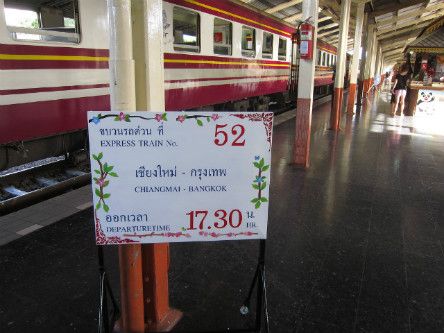 ขบวนรถด่วน ที่ 52
EXPRESS TRAIN No.
เชียงใหม่ - กรุงเทพ
CHIANGMAI - BANGKOK
ออกเวลา 17.30 น.
DEPARTURETIME HR.